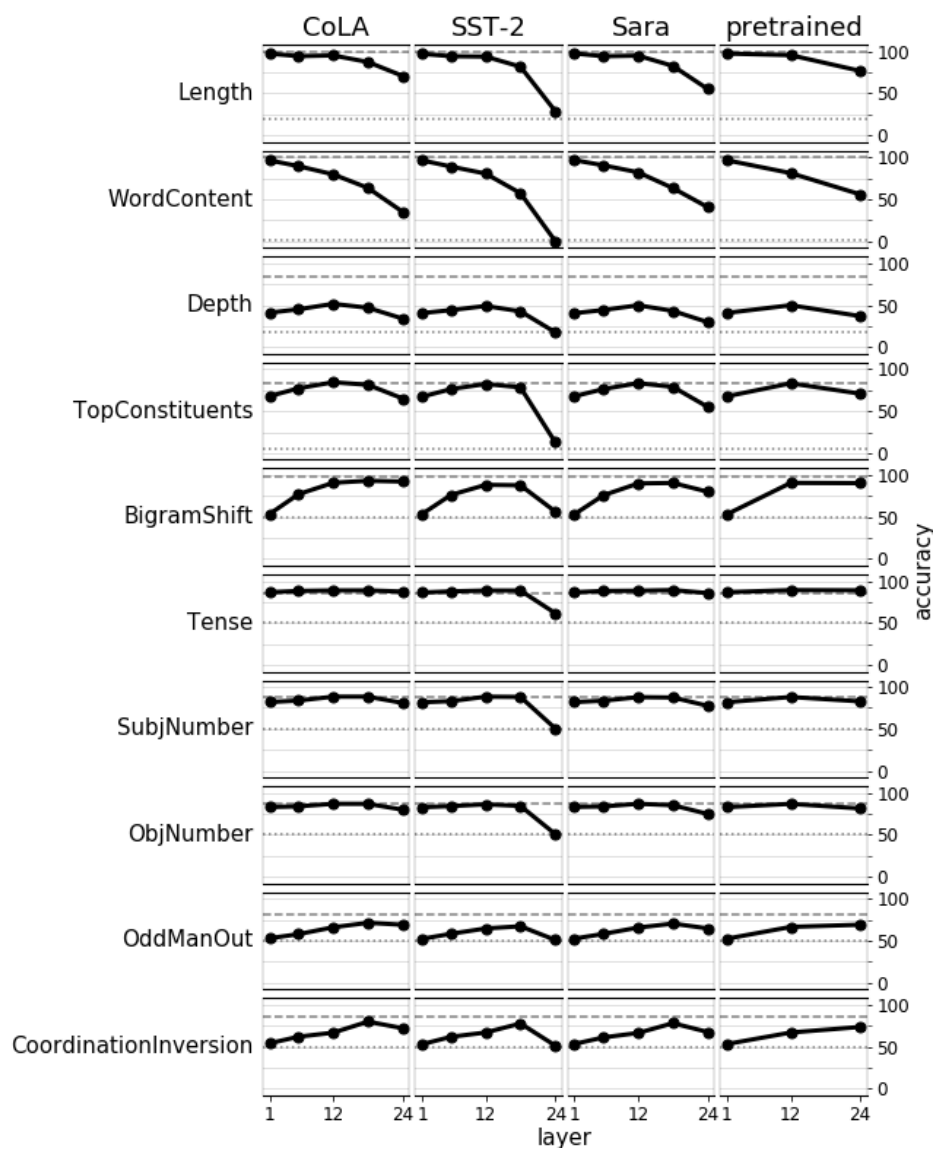 CoLA SST-2 Sara pretrained
Length 100 50 0
WordContent 100 50 0
Depth 100 50 0
TopConstituents 100 50 0
BigramShift 100 50 0
Tense 100 50 0
SubjNumber 100 50 0
ObjNumber 100 50 0
OddManOut 100 50 0
CoordinationInversion 100 50 0
accuracy
1 12 24 1 12 24 1 12 24 1 12 24
layer